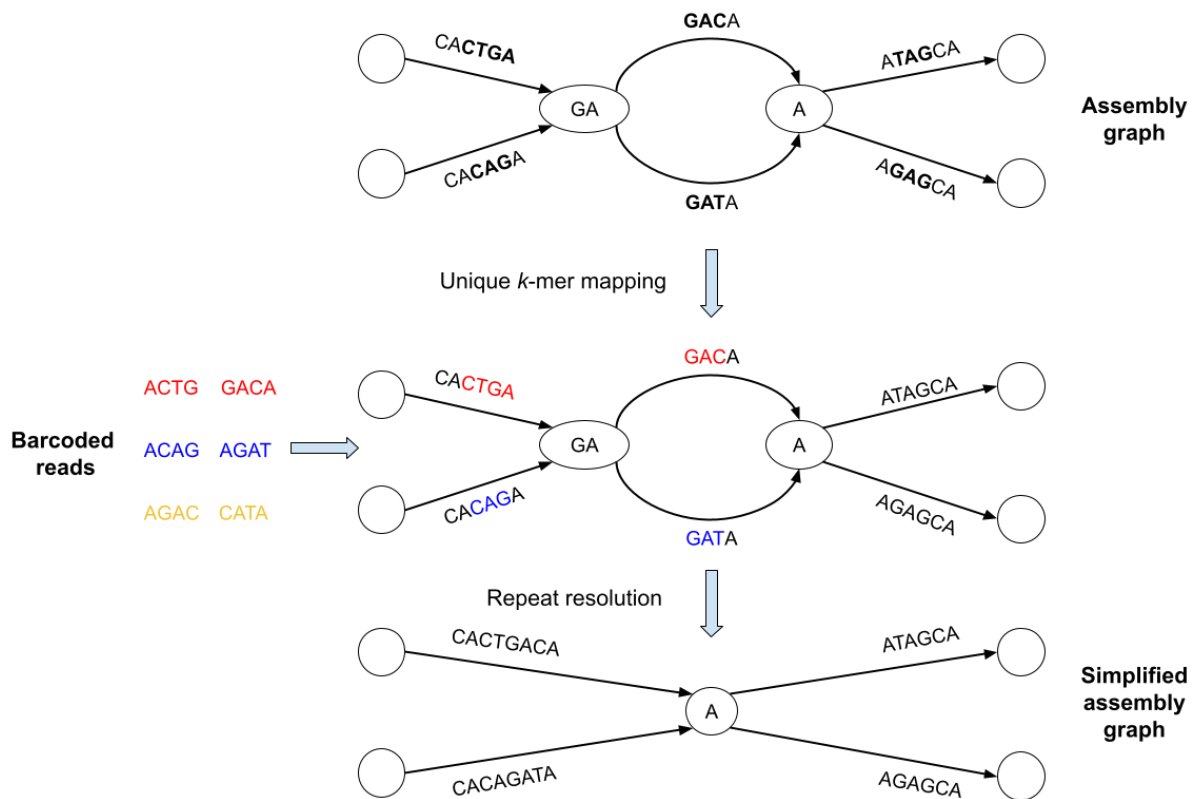 CACTGA
GACA
ATAGCA
GA
A
Assembly
graph
CACAGA
GATA
AGAGCA
Unique k-mer mapping
GACA
ACTG GACA
CACTGA
ATAGCA
Barcoded
reads
ACAG AGAT
GA
A
AGAC CATA
CACAGA
GATA
AGAGCA
Repeat resolution
CACTGACA
ATAGCA
A
Simplified
assembly
graph
CACAGATA
AGAGCA